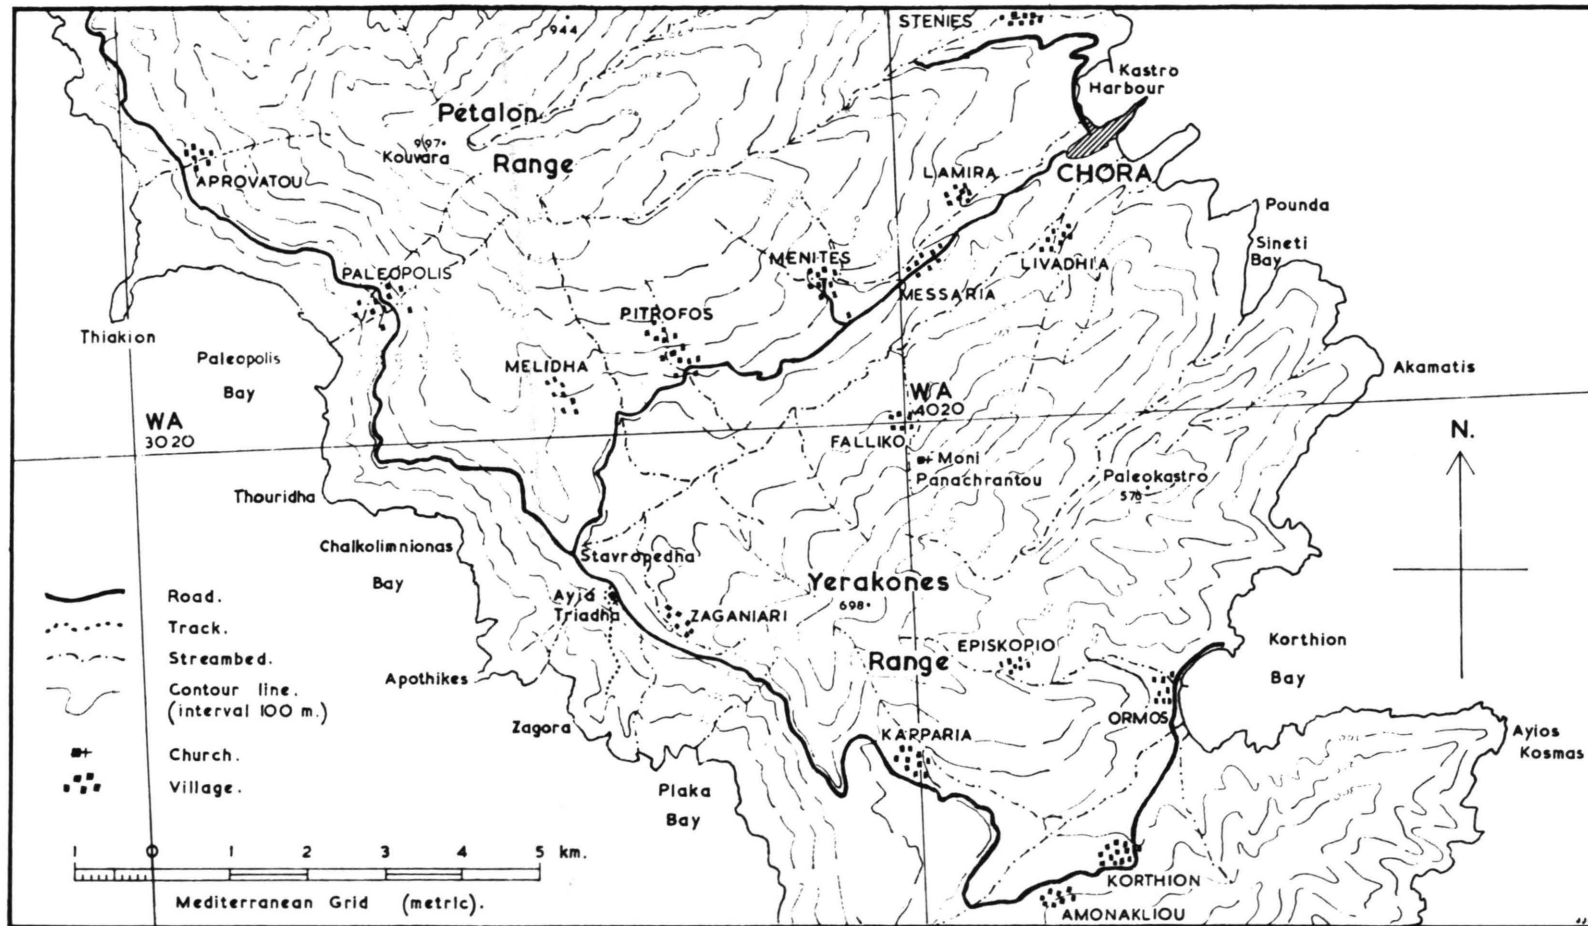 944
STENIES
Kastro
Harbour
Petalon
997
Kouvara
Range
LAMIRA
CHORA
APROVATOU
Pounda
Sineti
Bay
PALEOPOLIS
MENITES
LIVADHIA
MESSARIA
PITROFOS
Thiakion
Paleopolis
Bay
MELIDHA
Akamatis
WA
3020
WA
4020
FALLIKO
N.
Moni
Panachrantou
Paleokastro
576
Thouridha
Chalkolimnionas
Bay
Stavropedha
Ayia
Triadha
ZAGANIARI
Yerakones
698
Range
EPISKOPIO
Korthion
Bay
Apothikes
Zagora
ORMOS
KAPPARIA
Ayios
Kosmas
Plaka
Bay
KORTHION
AMONAKLIOU
Road.
Track.
Streambed.
Contour line.
(interval 100 m.)
Church.
Village.
1 0 1 2 3 4 5 km.
Mediterranean Grid (metric).